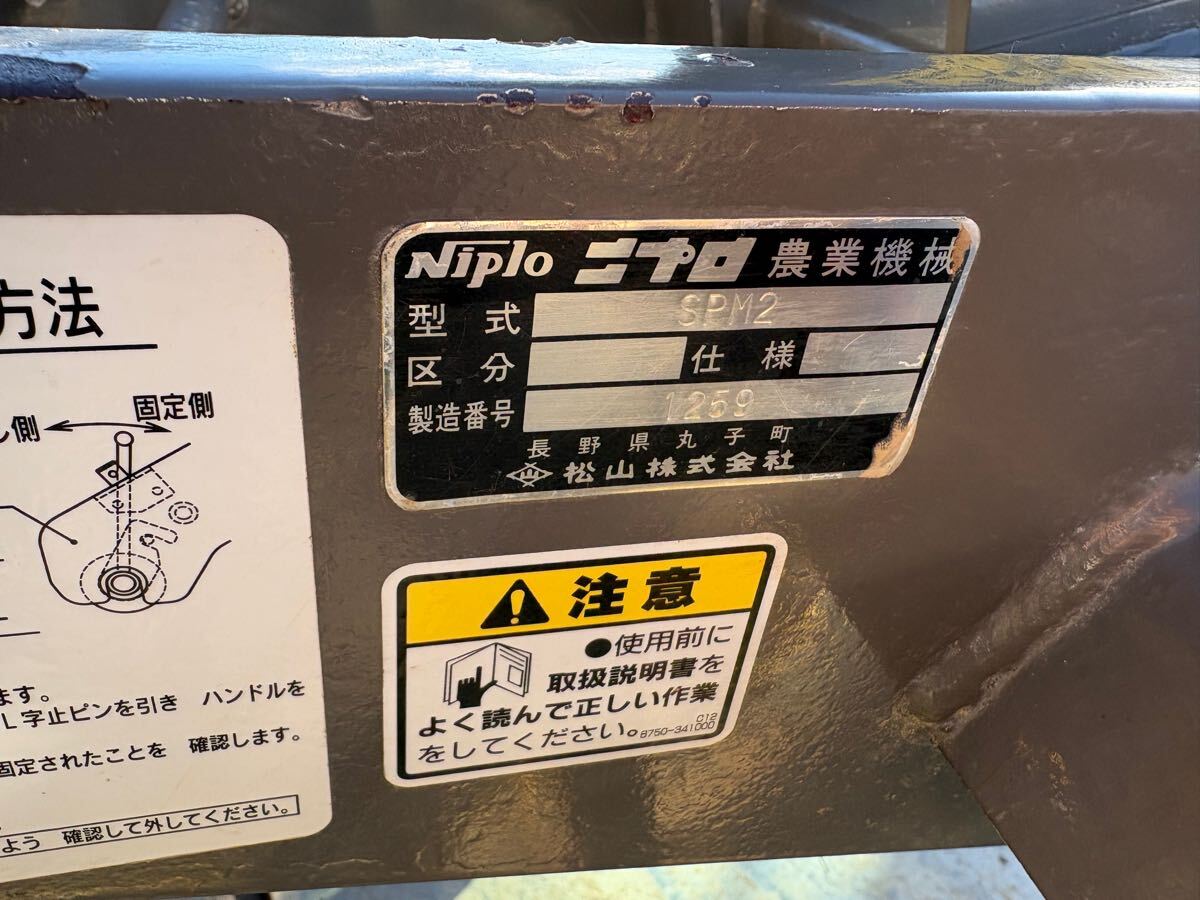 方法
固定側
し側
ます。
L字止ピンを引き ハンドルを
固定されたことを 確認します。
よう 確認して外してください。
Niplo ニプロ 農業機械
型式 SPM2
区分 仕様
製造番号 1259
長野県丸子町
松山株式会社
注意
●使用前に
取扱説明書を
よく読んで正しい作業
をしてください。
012
8750-341000